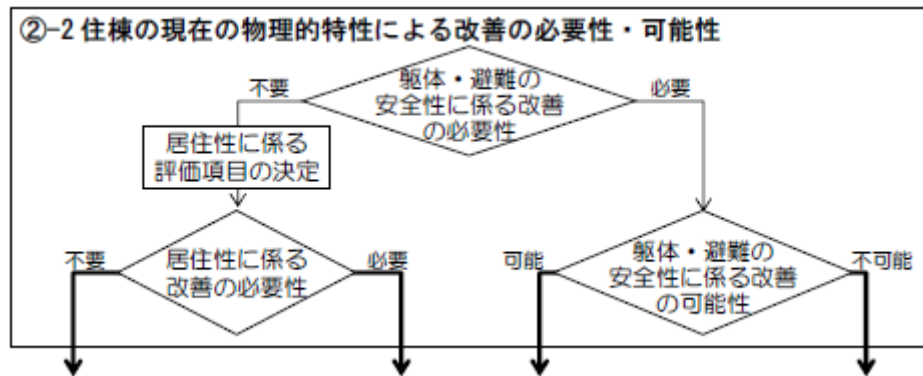 ②-2 住棟の現在の物理的特性による改善の必要性・可能性
躯体・避難の
安全性に係る改善
の必要性
不要
必要
居住性に係る
評価項目の決定
居住性に係る
改善の必要性
不要
必要
躯体・避難の
安全性に係る改善
の可能性
可能
不可能